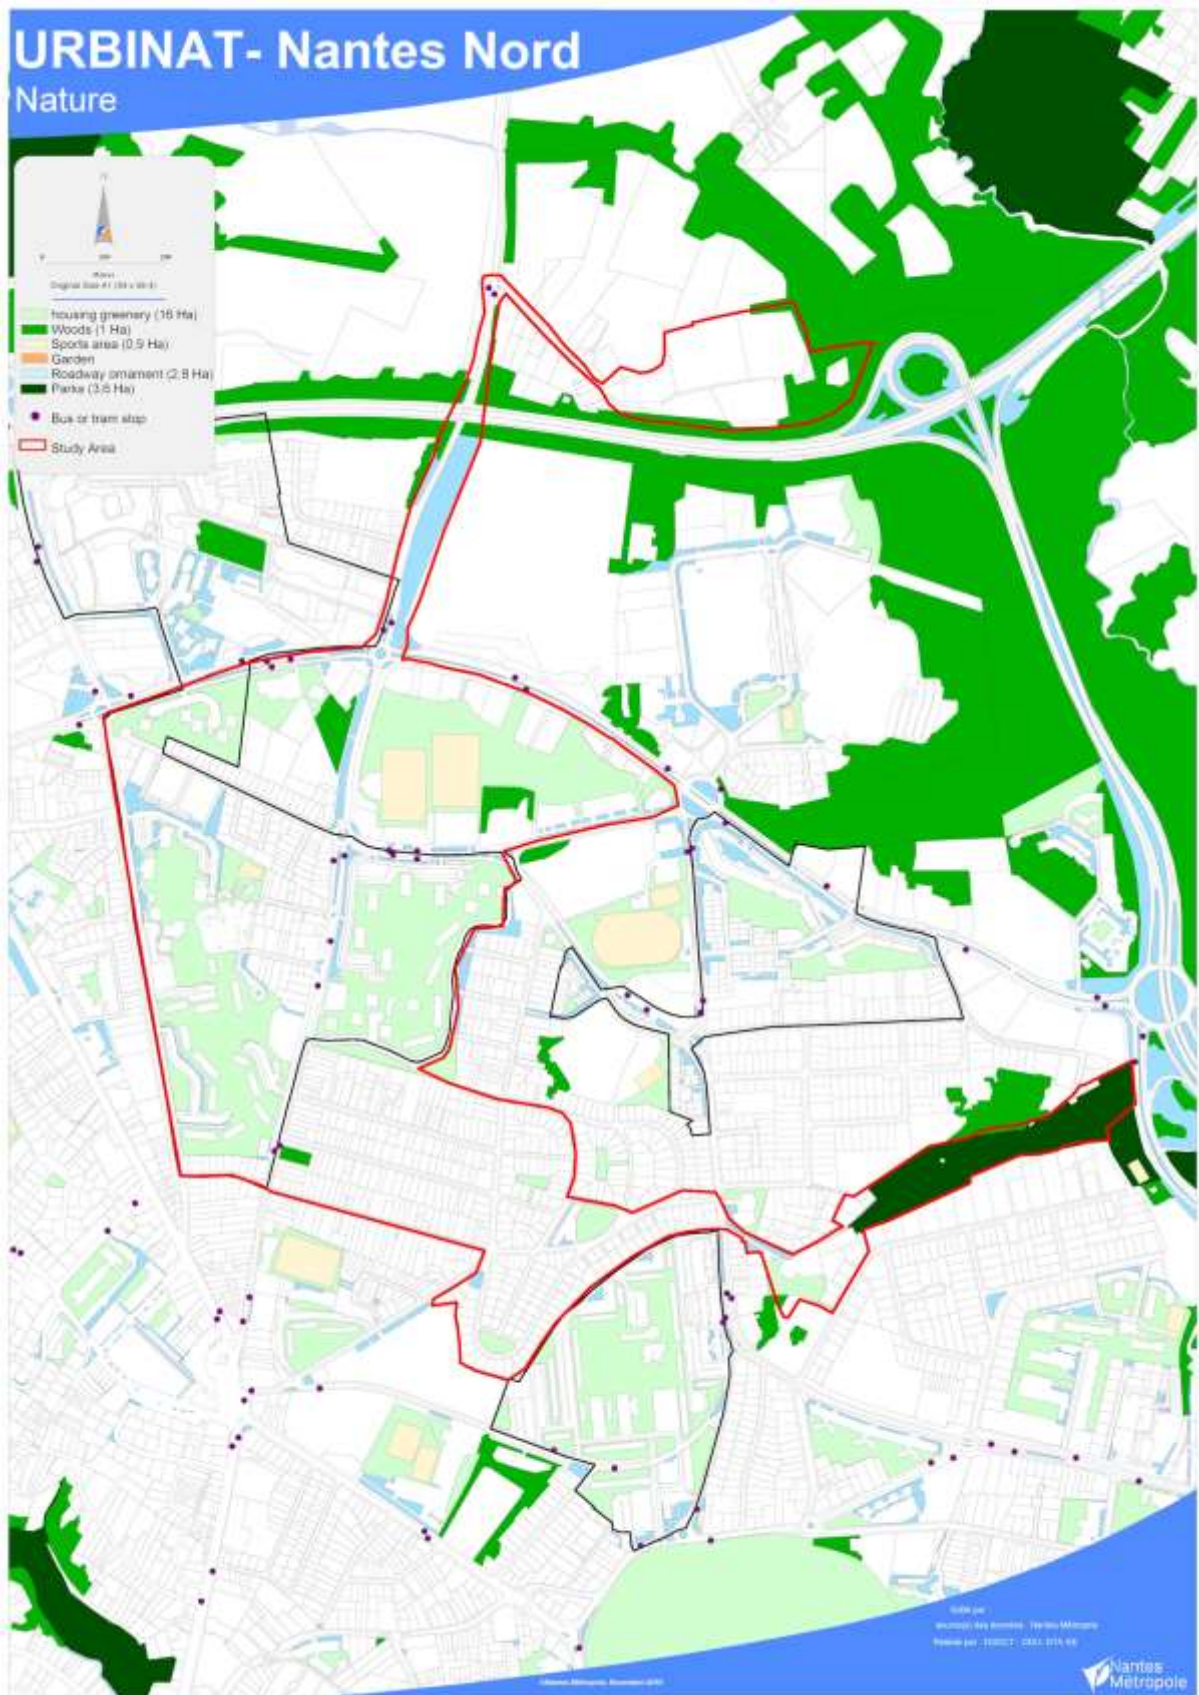 URBINAT- Nantes Nord
Nature
housing greenery (16 Ha)
Woods (1 Ha)
Sports area (0,9 Ha)
Garden
Roadway ornament (2,8 Ha)
Parks (3,6 Ha)
Bus or tram stop
Study Area
Nantes
Métropole